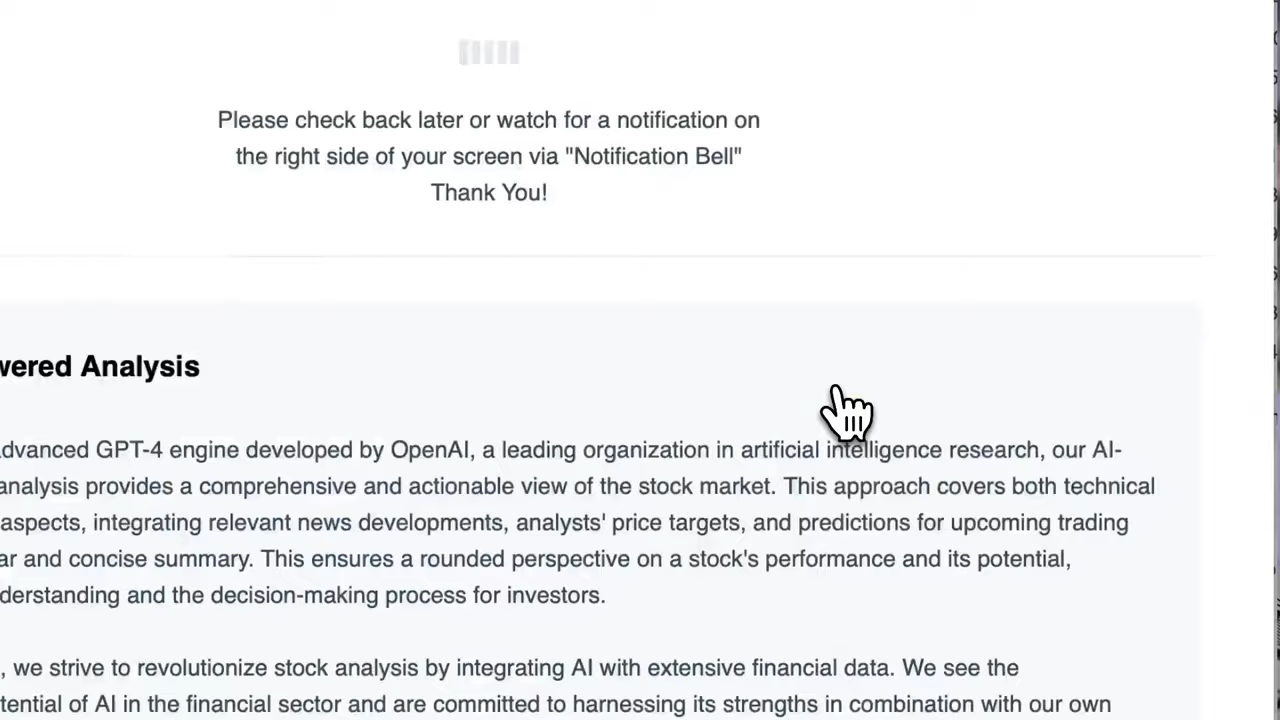 Please check back later or watch for a notification on
the right side of your screen via "Notification Bell"
Thank You!
wered Analysis
dvanced GPT-4 engine developed by OpenAI, a leading organization in artificial intelligence research, our AI-
analysis provides a comprehensive and actionable view of the stock market. This approach covers both technical
aspects, integrating relevant news developments, analysts' price targets, and predictions for upcoming trading
ar and concise summary. This ensures a rounded perspective on a stock's performance and its potential,
derstanding and the decision-making process for investors.
, we strive to revolutionize stock analysis by integrating AI with extensive financial data. We see the
tential of AI in the financial sector and are committed to harnessing its strengths in combination with our own